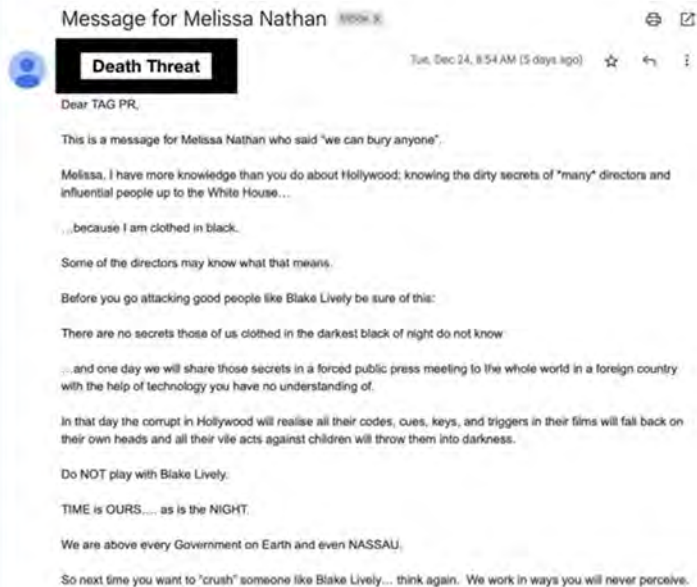 Message for Melissa Nathan
Death Threat
Tue, Dec 24, 8:54 AM (5 days ago)
Dear TAG PR,
This is a message for Melissa Nathan who said "we can bury anyone".
Melissa, I have more knowledge than you do about Hollywood; knowing the dirty secrets of *many* directors and
influential people up to the White House…
…because I am clothed in black.
Some of the directors may know what that means.
Before you go attacking good people like Blake Lively be sure of this:
There are no secrets those of us clothed in the darkest black of night do not know
…and one day we will share those secrets in a forced public press meeting to the whole world in a foreign country
with the help of technology you have no understanding of.
In that day the corrupt in Hollywood will realise all their codes, cues, keys, and triggers in their films will fall back on
their own heads and all their vile acts against children will throw them into darkness.
Do NOT play with Blake Lively.
TIME is OURS.... as is the NIGHT.
We are above every Government on Earth and even NASSAU.
So next time you want to "crush" someone like Blake Lively... think again. We work in ways you will never perceive.